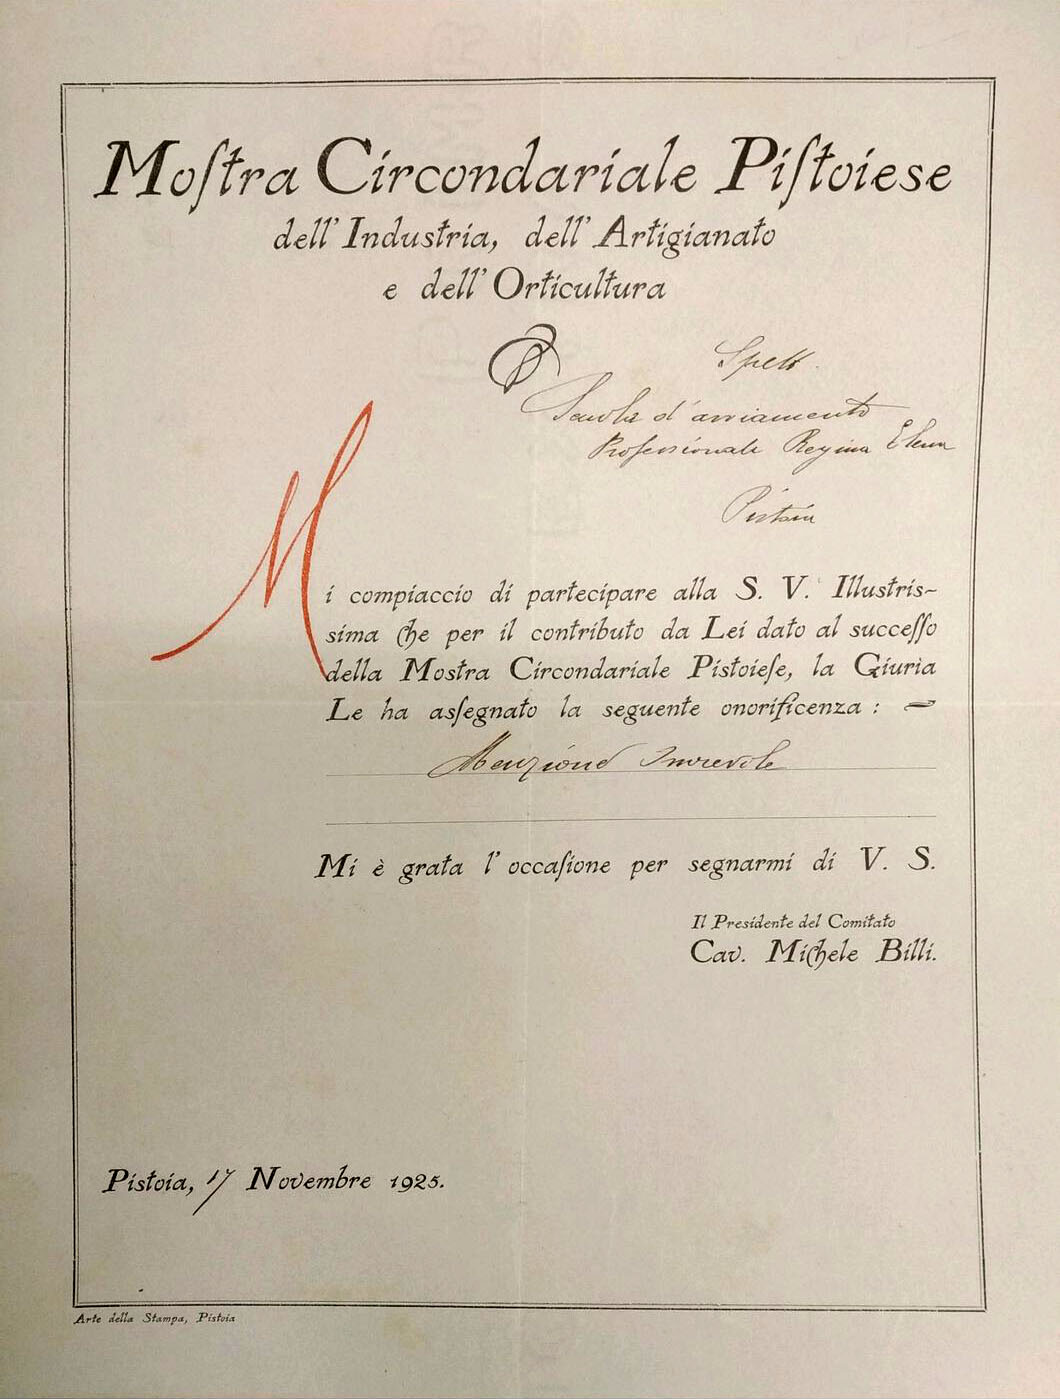 Mostra Circondariale Pistoiese
dell' Industria, dell' Artigianato
e dell' Orticultura
Spett.
Scuola d'avviamento
Professionale Regina Elena
Pistoia
Mi compiaccio di partecipare alla S. V. Illustris-
sima che per il contributo da Lei dato al successo
della Mostra Circondariale Pistoiese, la Giuria
Le ha assegnato la seguente onorificenza :
Menzione Onorevole
Mi è grata l'occasione per segnarmi di V. S.
Il Presidente del Comitato
Cav. Michele Billi.
Pistoia, 17 Novembre 1925.
Arte della Stampa, Pistoia